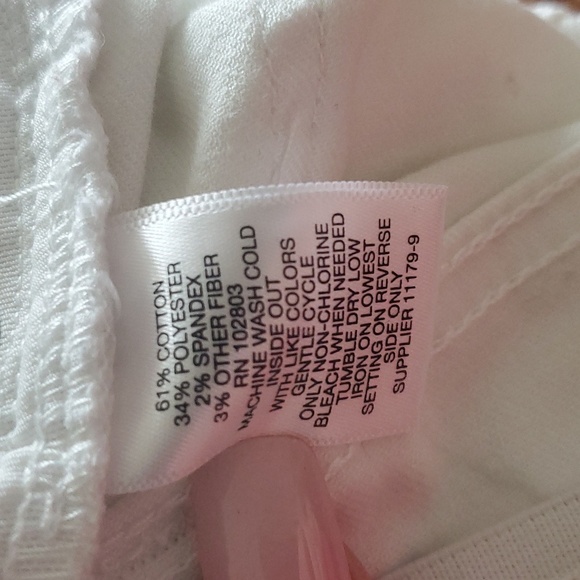 61% COTTON
34% POLYESTER
2% SPANDEX
3% OTHER FIBER
RN 102803
MACHINE WASH COLD
INSIDE OUT
WITH LIKE COLORS
GENTLE CYCLE
ONLY NON-CHLORINE
BLEACH WHEN NEEDED
TUMBLE DRY LOW
IRON ON LOWEST
SETTING ON REVERSE
SIDE ONLY
SUPPLIER 11179-9